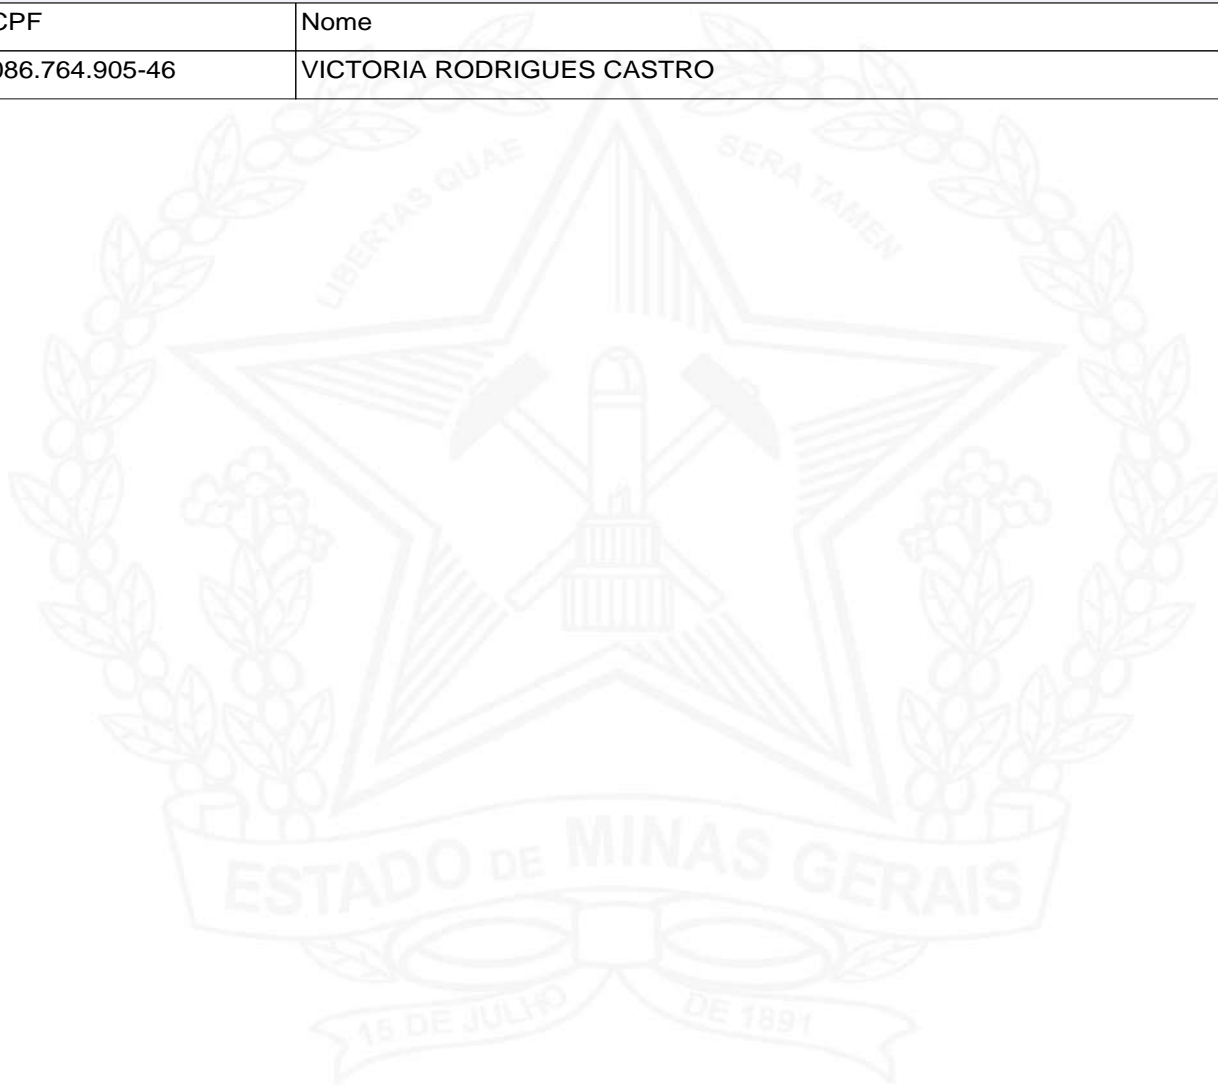 CPF Nome
086.764.905-46 VICTORIA RODRIGUES CASTRO
LIBERTAS QUAE SERA TAMEN
ESTADO DE MINAS GERAIS
15 DE JULHO DE 1891